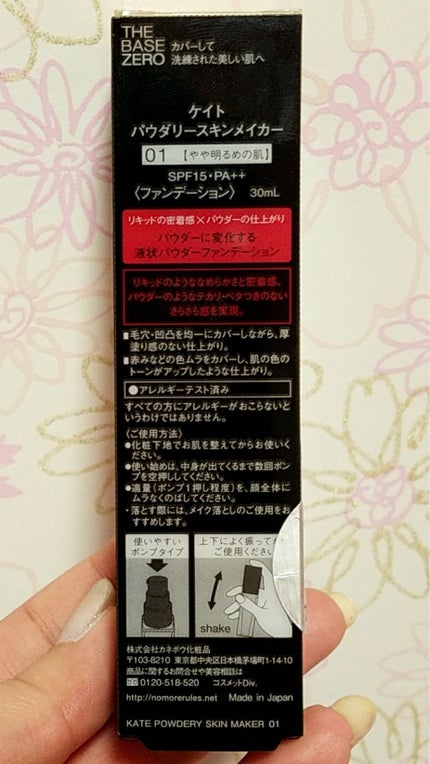 THE
BASE
ZERO
カバーして
洗練された美しい肌へ
ケイト
パウダリースキンメイカー
01 【やや明るめの肌】
SPF15・PA++
〈ファンデーション〉 30mL
リキッドの密着感×パウダーの仕上がり
パウダーに変化する
液状パウダーファンデーション
リキッドのようななめらかさと密着感、
パウダーのようなテカリ・ベタつきのない
さらさら感を実現。
■毛穴・凹凸を均一にカバーしながら、厚
塗り感のない仕上がり。
■赤みなどの色ムラをカバーし、肌の色の
トーンがアップしたような仕上がり。
●アレルギーテスト済み
すべての方にアレルギーがおこらないと
いうわけではありません。
〈ご使用方法〉
●化粧下地でお肌を整えてからお使いく
ださい。
●使い始めは、中身が出てくるまで数回ポン
プを空押ししてください。
●適量(ポンプ1押し程度)を、顔全体に
ムラなくのばしてください。
・落とす際には、メイク落としのご使用をお
すすめします。
使いやすい
ポンプタイプ
上下によく振ってか
ご使用ください
shake
株式会社カネボウ化粧品
〒103-8210 東京都中央区日本橋茅場町1-14-10
商品に関するお問合せや美容相談は
0120-518-520 コスメットDiv.
http://nomorerules.net Made in Japan
KATE POWDERY SKIN MAKER 01